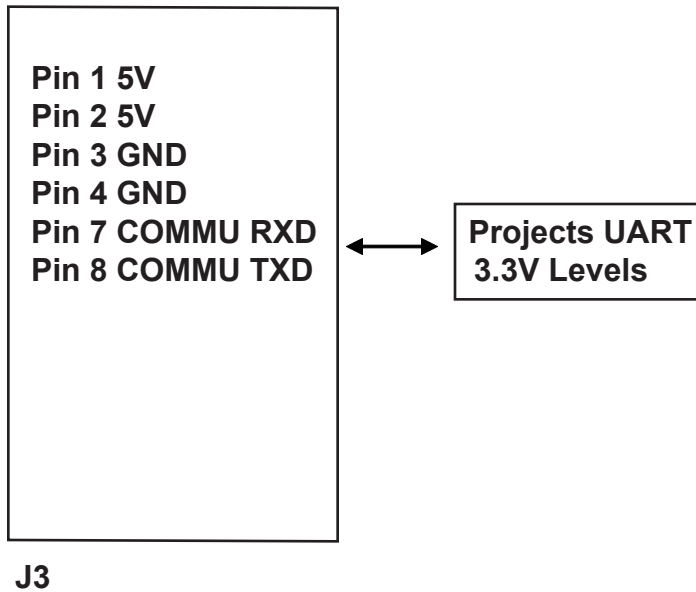 Pin 1 5V
Pin 2 5V
Pin 3 GND
Pin 4 GND
Pin 7 COMMU RXD
Pin 8 COMMU TXD
Projects UART
3.3V Levels
J3